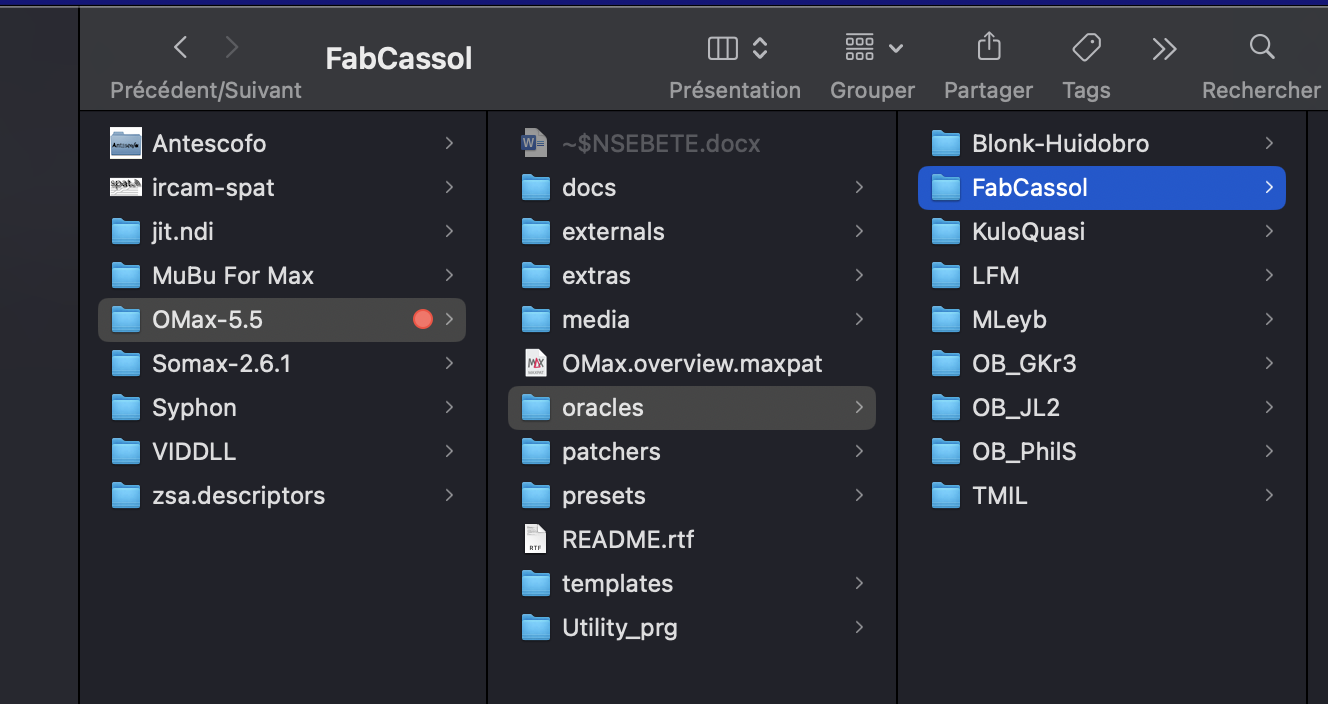 FabCassol
Précédent/Suivant
Présentation
Grouper
Partager
Tags
Rechercher
Antescofo
ircam-spat
jit.ndi
MuBu For Max
OMax-5.5
Somax-2.6.1
Syphon
VIDDLL
zsa.descriptors
~$NSEBETE.docx
docs
externals
extras
media
OMax.overview.maxpat
oracles
patchers
presets
README.rtf
templates
Utility_prg
Blonk-Huidobro
FabCassol
KuloQuasi
LFM
MLeyb
OB_GKr3
OB_JL2
OB_PhilS
TMIL